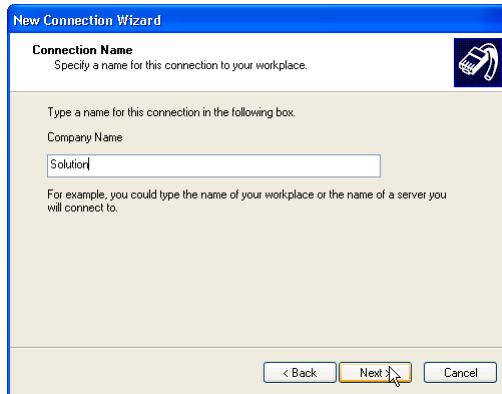 New Connection Wizard
Connection Name
Specify a name for this connection to your workplace.
Type a name for this connection in the following box.
Company Name
Solution
For example, you could type the name of your workplace or the name of a server you
will connect to.
< Back Next > Cancel